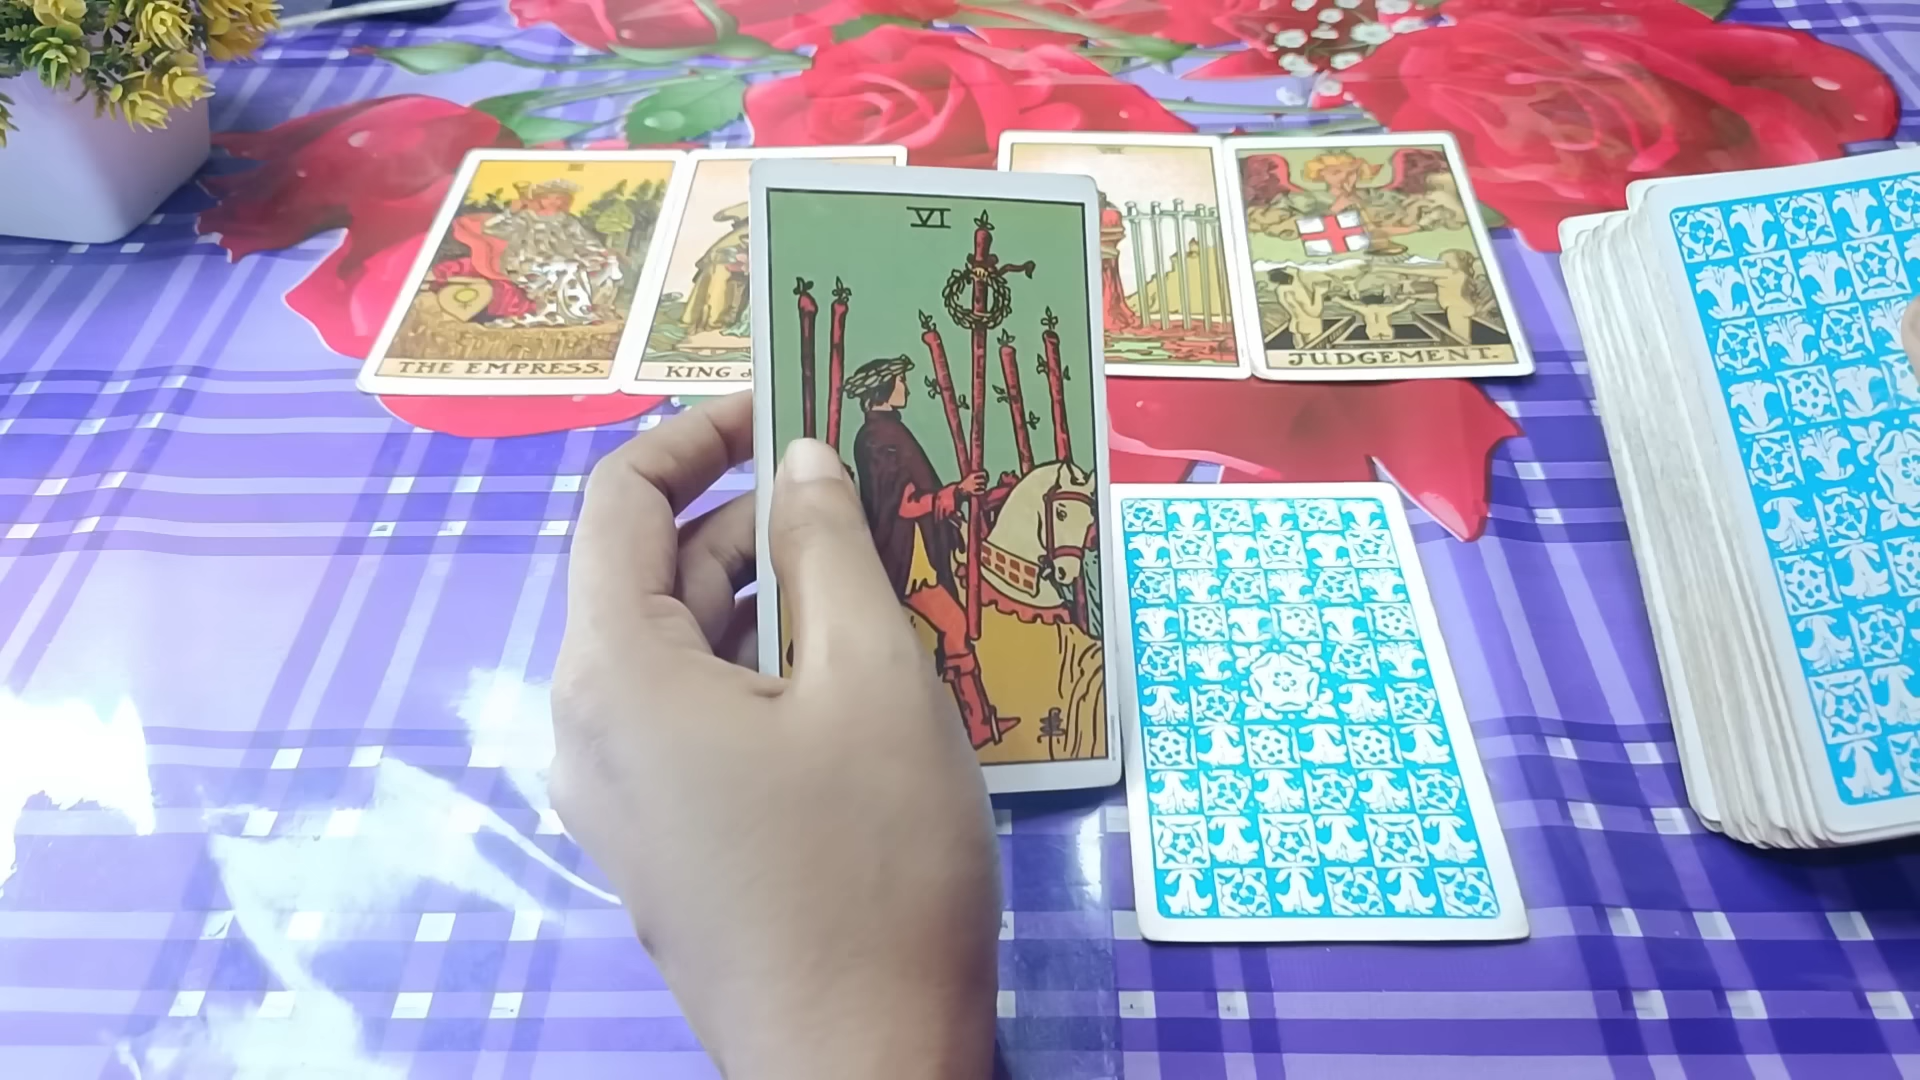 VI
THE EMPRESS.
KING
JUDGEMENT.